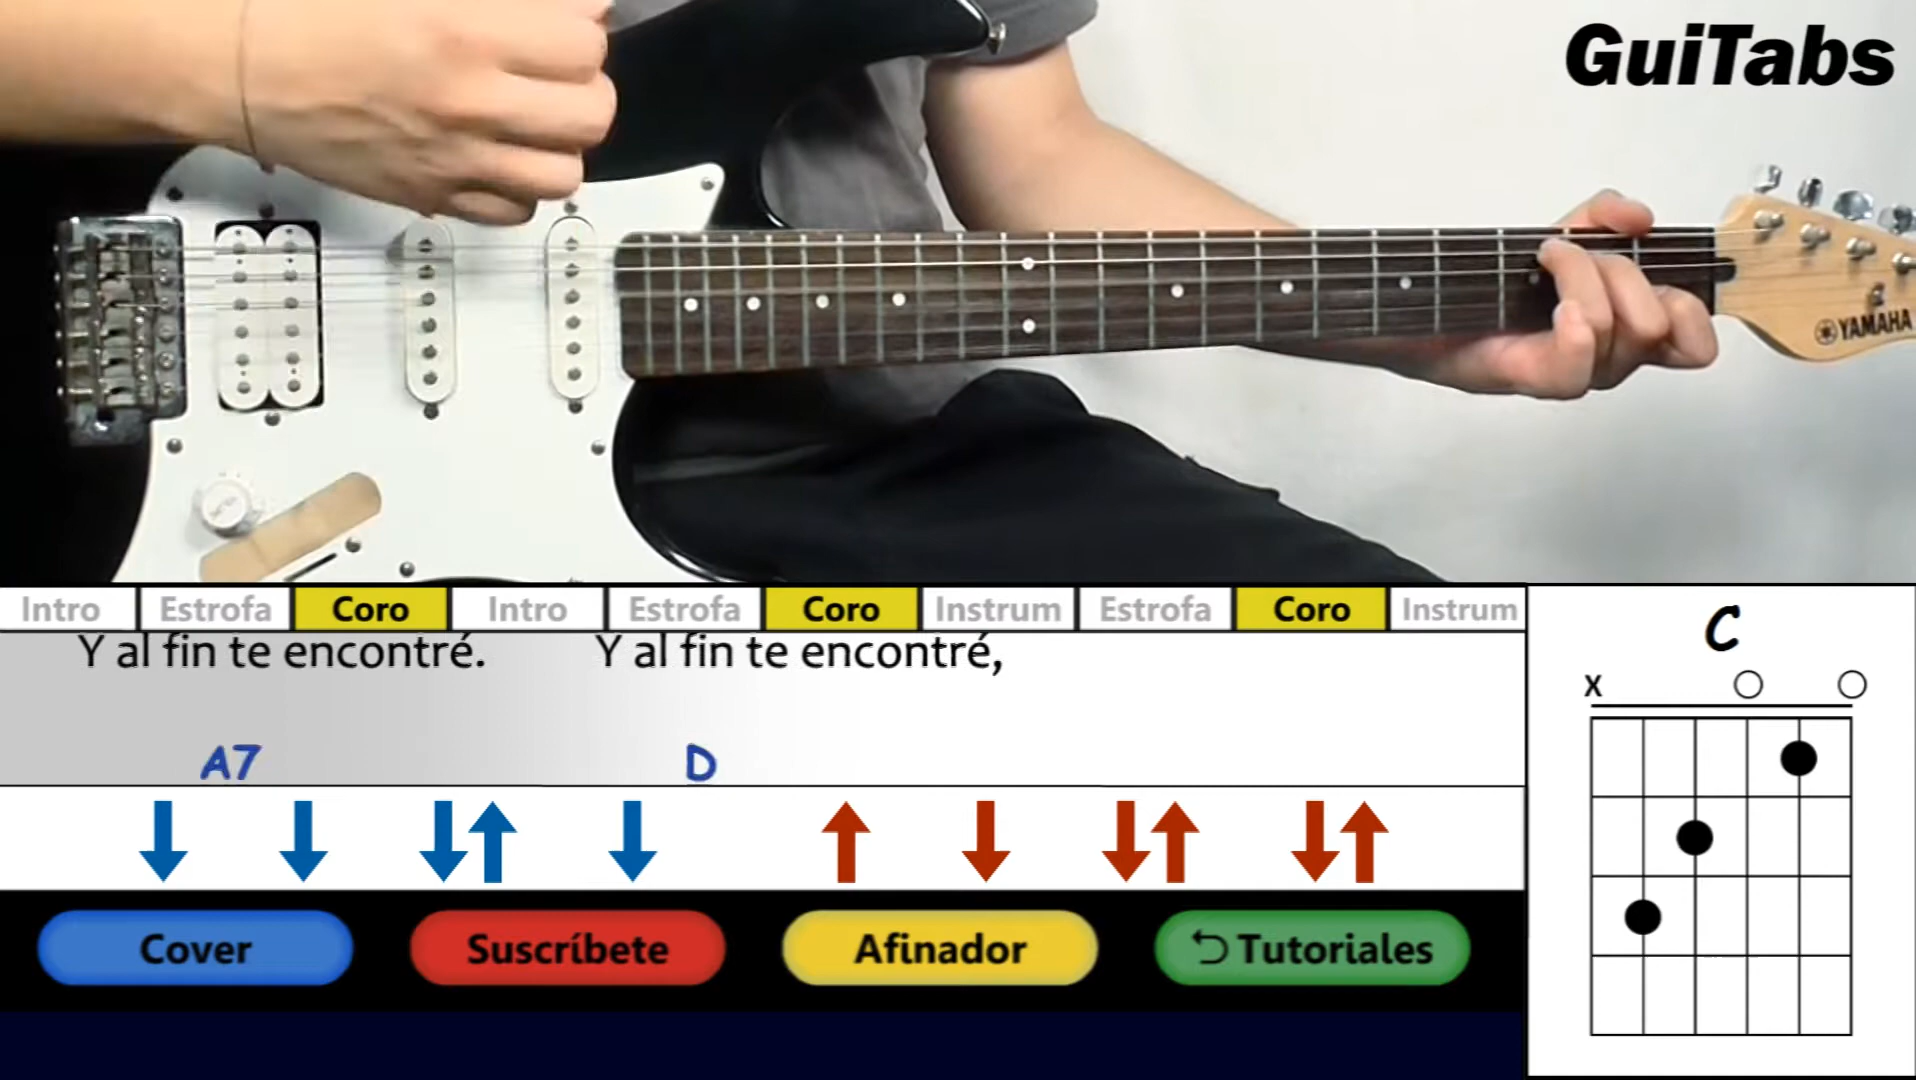 GuiTabs
YAMAHA
Intro Estrofa Coro Intro Estrofa Coro Instrum Estrofa Coro Instrum
Y al fin te encontré. Y al fin te encontré,
A7 D
C
x
Cover Suscríbete Afinador Tutoriales